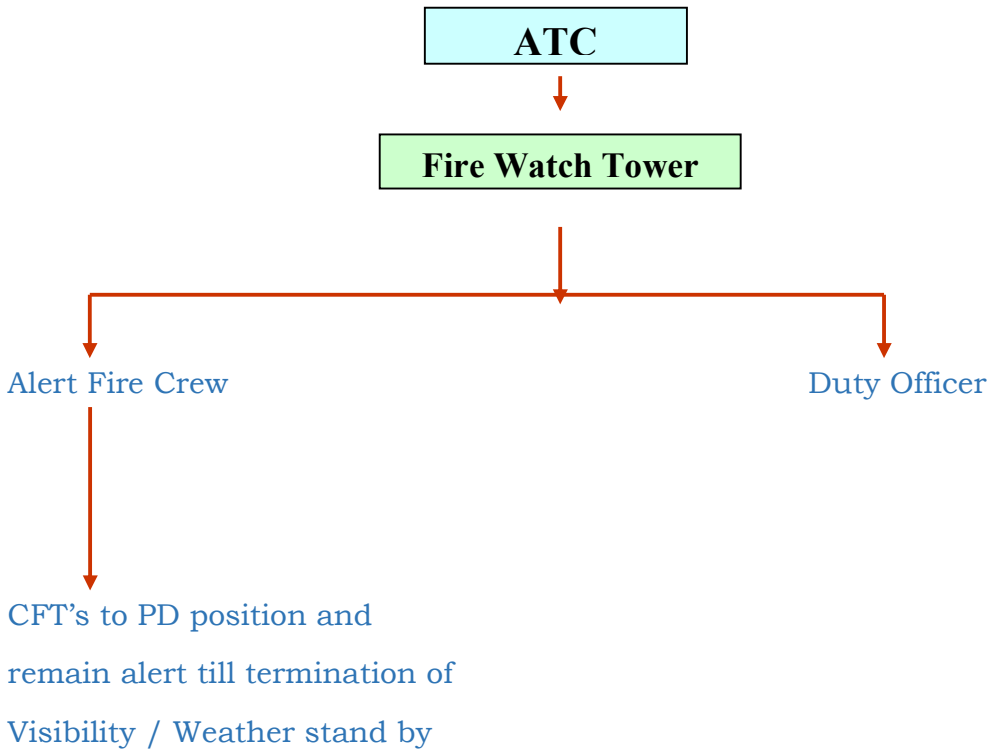 ATC
Fire Watch Tower
Alert Fire Crew
Duty Officer
CFT’s to PD position and
remain alert till termination of
Visibility / Weather stand by